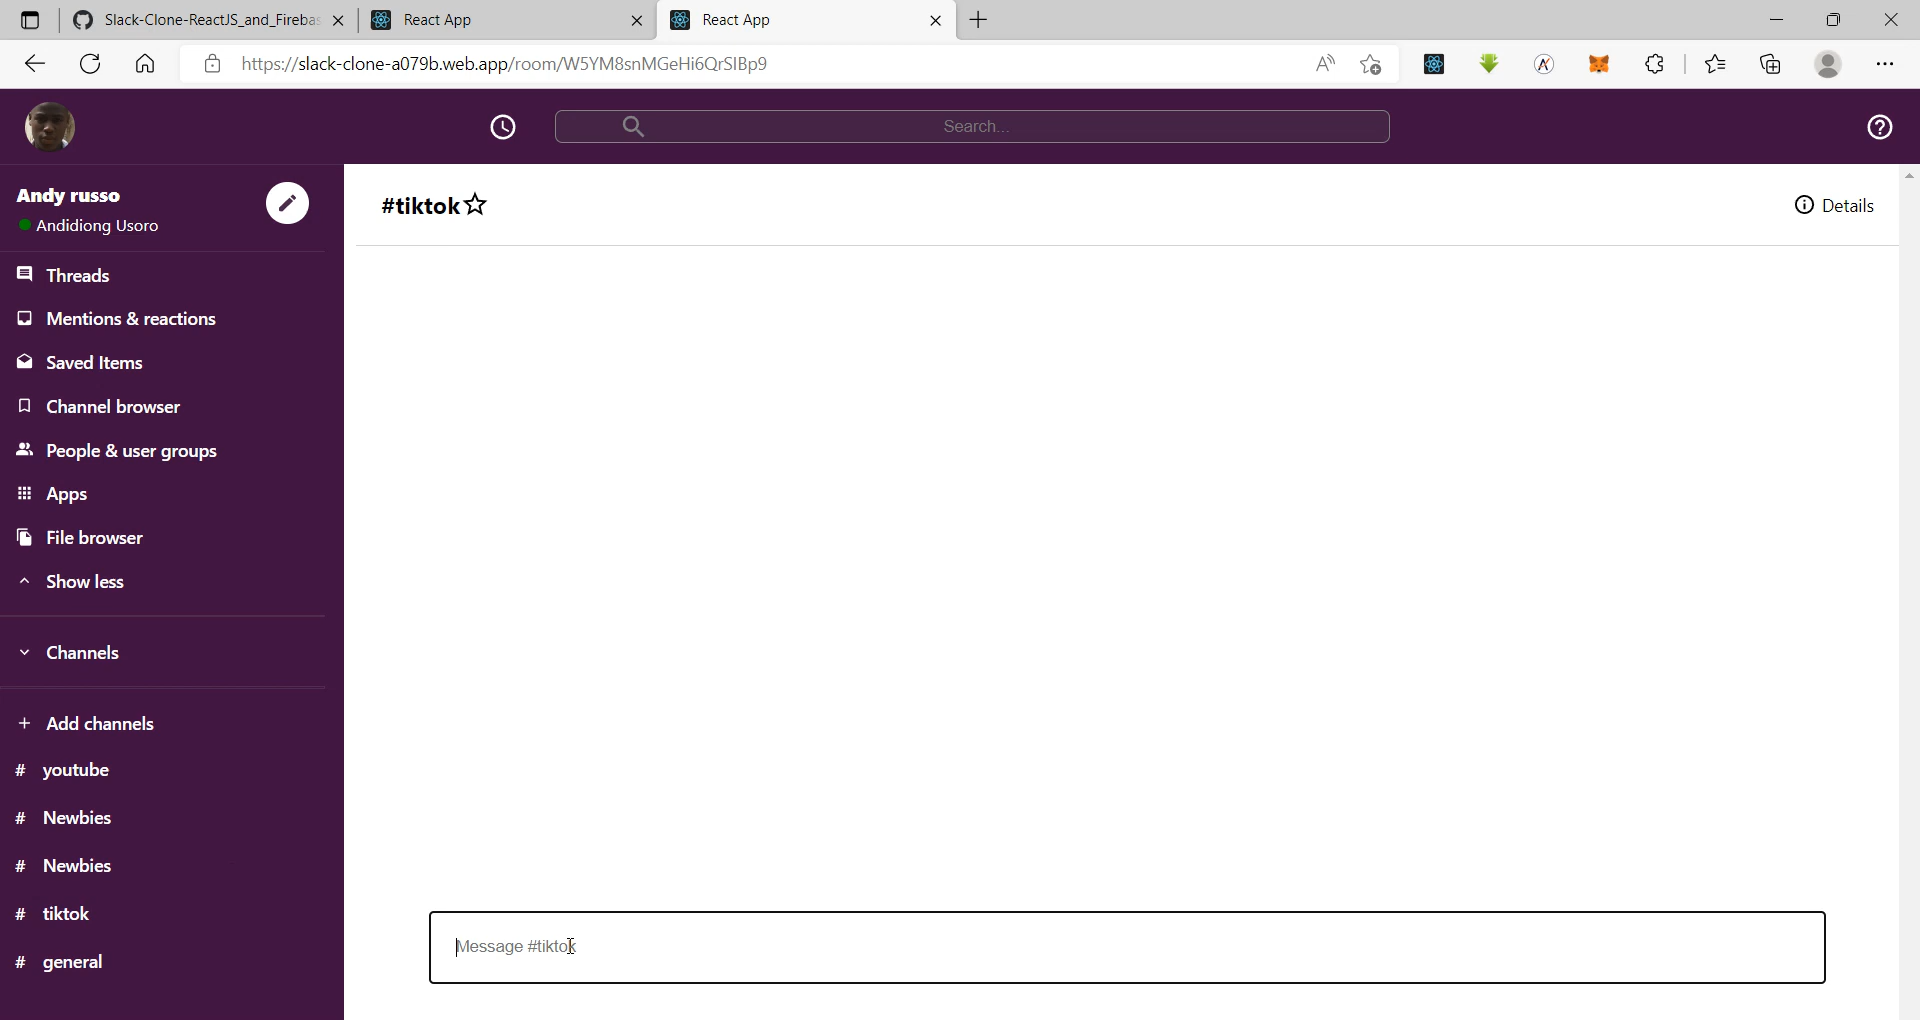 Slack-Clone-ReactJS_and_Fireba
React App
React App
https://slack-clone-a079b.web.app/room/W5YM8snMGeHi6QrSIBp9
Search...
Andy russo
Andidiong Usoro
#tiktok
Details
Threads
Mentions & reactions
Saved Items
Channel browser
People & user groups
Apps
File browser
Show less
Channels
+ Add channels
# youtube
# Newbies
# Newbies
# tiktok
# general
Message #tiktok